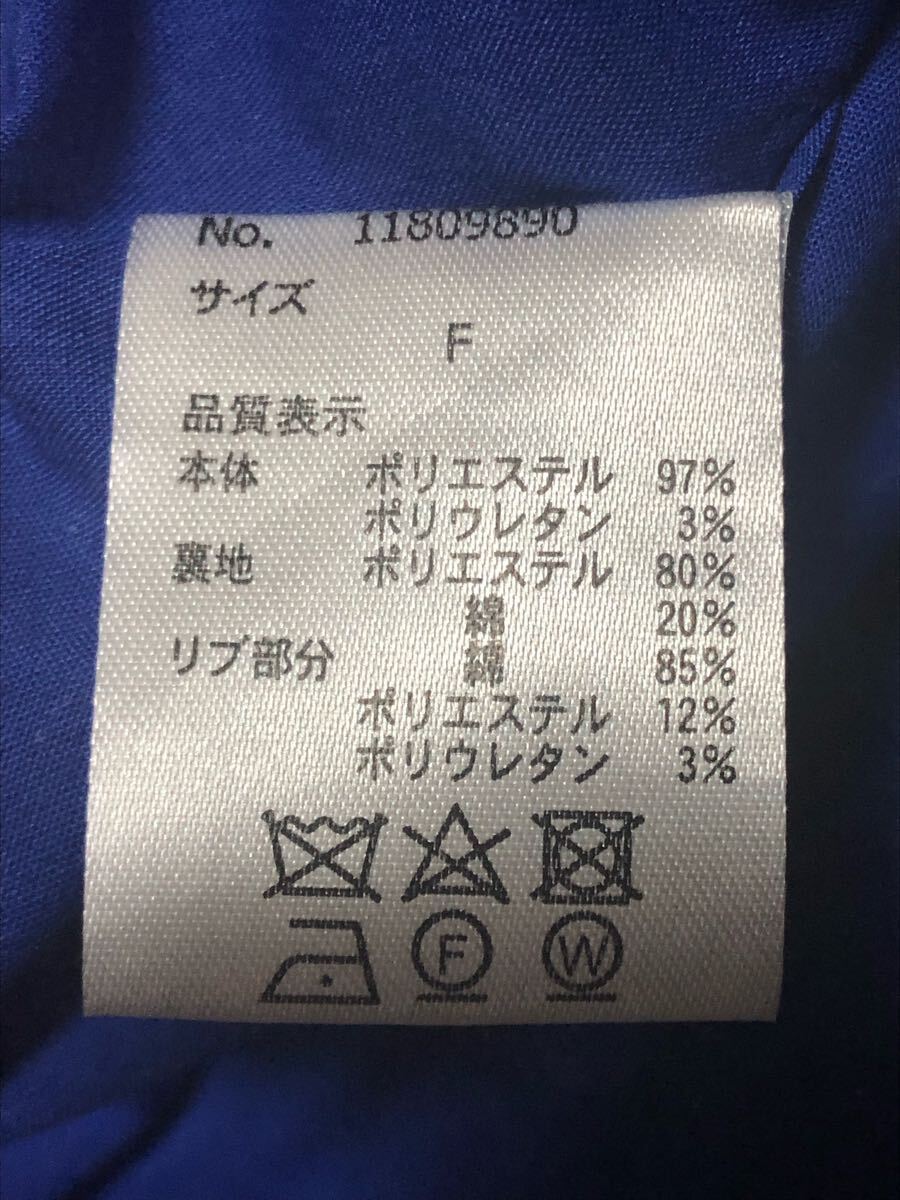 No. 11809890
サイズ
F
品質表示
本体 ポリエステル 97%
ポリウレタン 3%
裏地 ポリエステル 80%
綿 20%
リブ部分 綿 85%
ポリエステル 12%
ポリウレタン 3%
F W